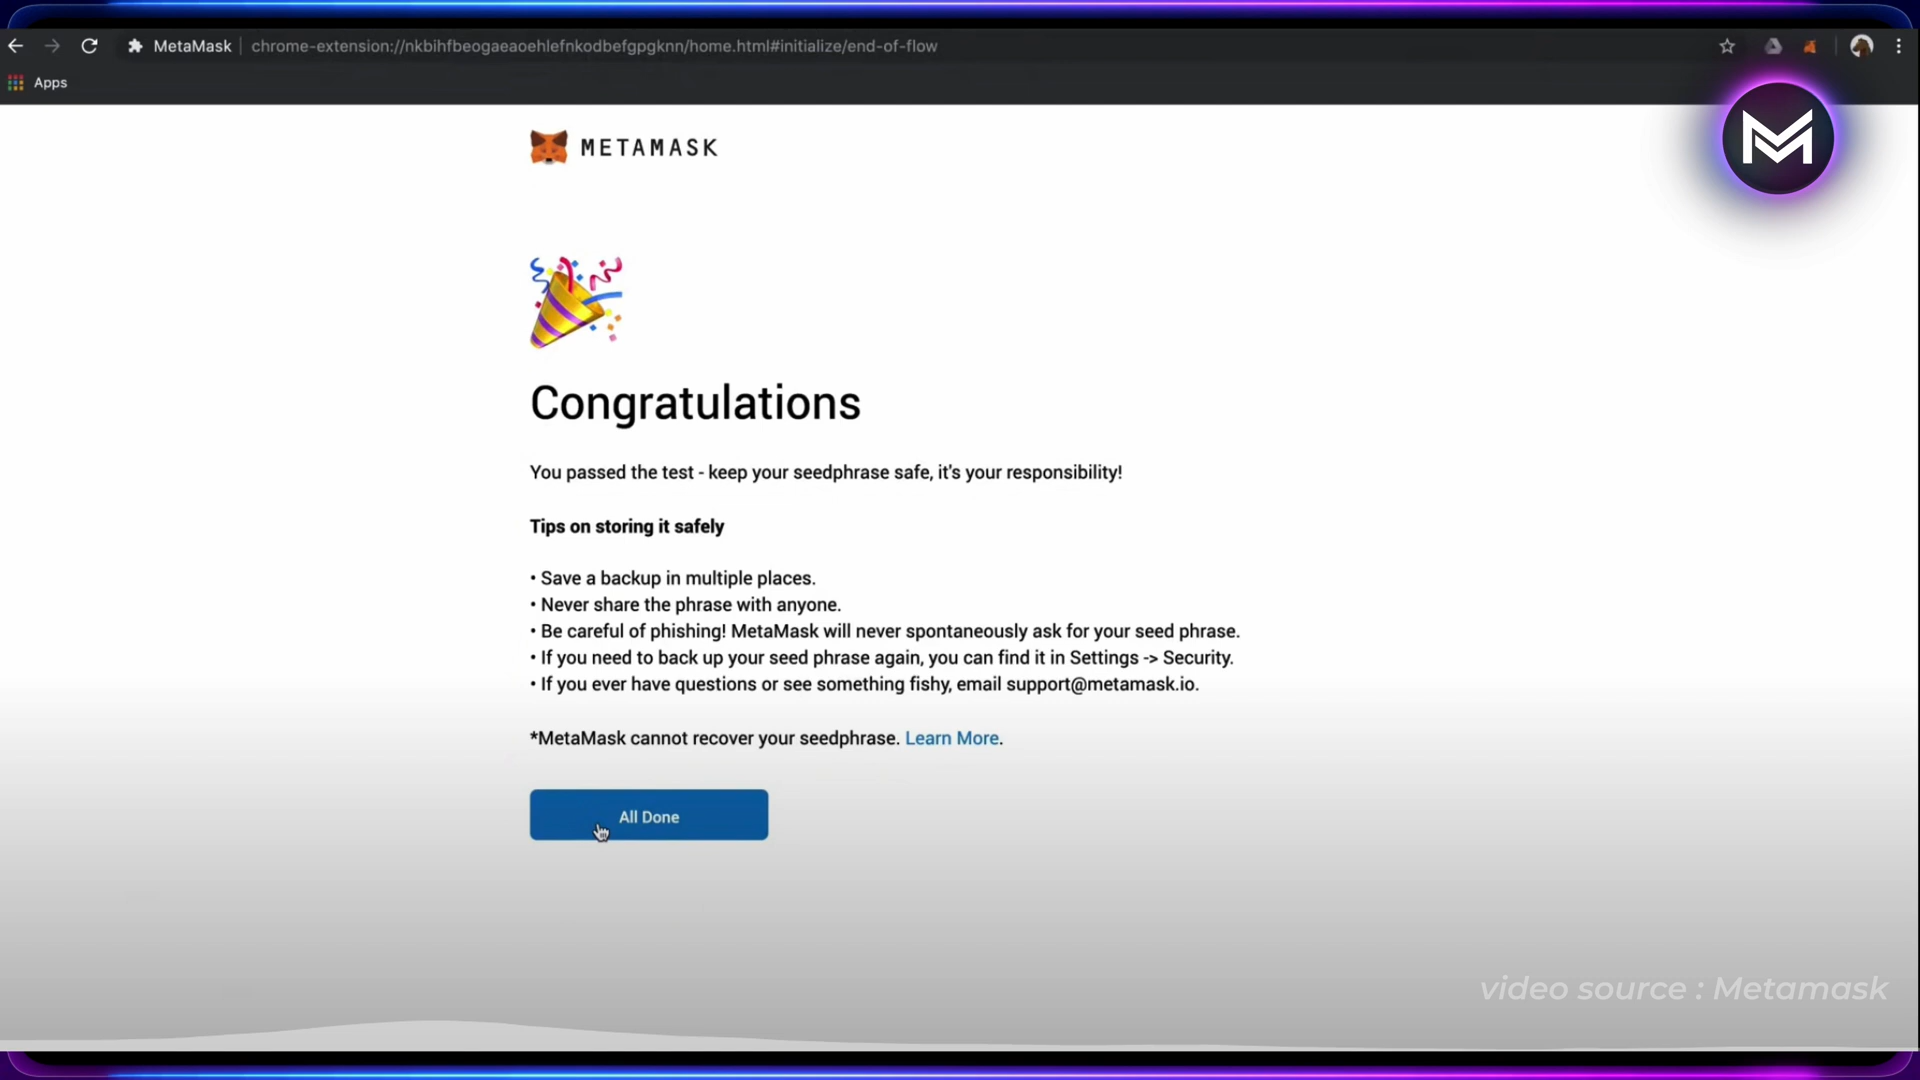 MetaMask
chrome-extension://nkbihfbeogaeaoehlefnkodbefgpgknn/home.html#initialize/end-of-flow
Apps
METAMASK
Congratulations
You passed the test - keep your seedphrase safe, it's your responsibility!
Tips on storing it safely
• Save a backup in multiple places.
• Never share the phrase with anyone.
• Be careful of phishing! MetaMask will never spontaneously ask for your seed phrase.
• If you need to back up your seed phrase again, you can find it in Settings -> Security.
• If you ever have questions or see something fishy, email support@metamask.io.
*MetaMask cannot recover your seedphrase. Learn More.
All Done
video source : Metamask